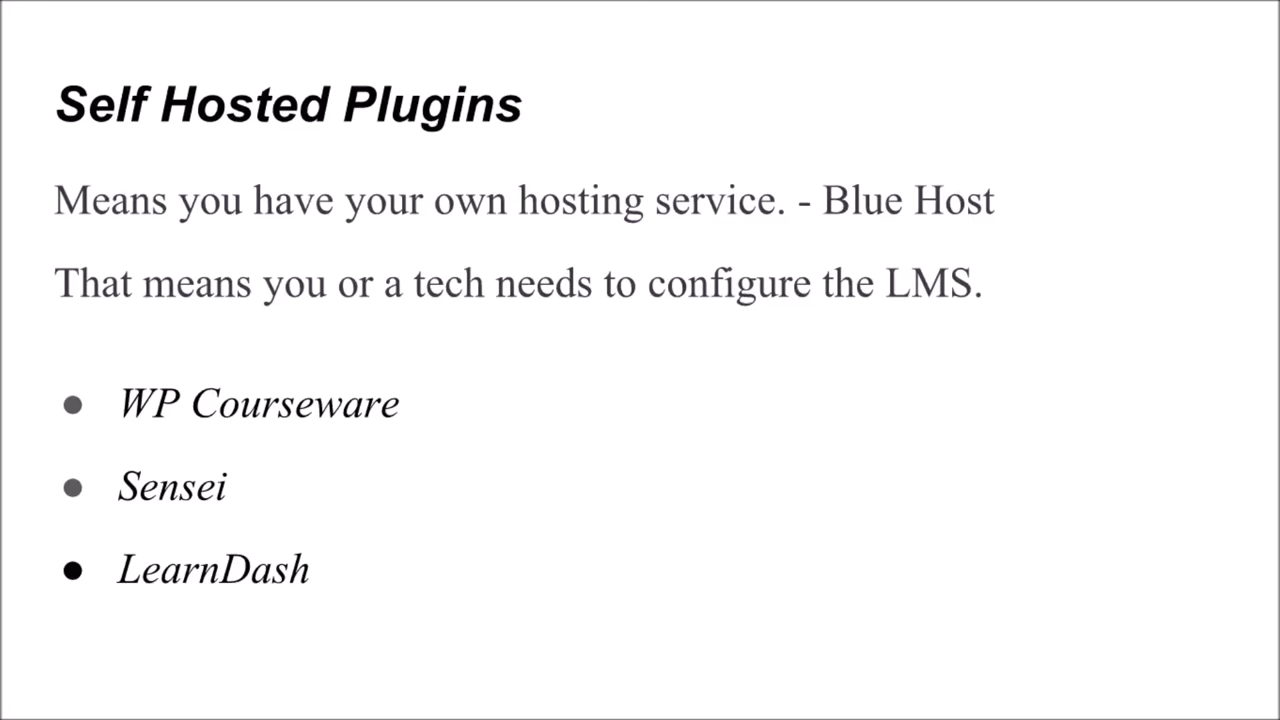 Self Hosted Plugins
Means you have your own hosting service. - Blue Host
That means you or a tech needs to configure the LMS.
● WP Courseware
● Sensei
● LearnDash